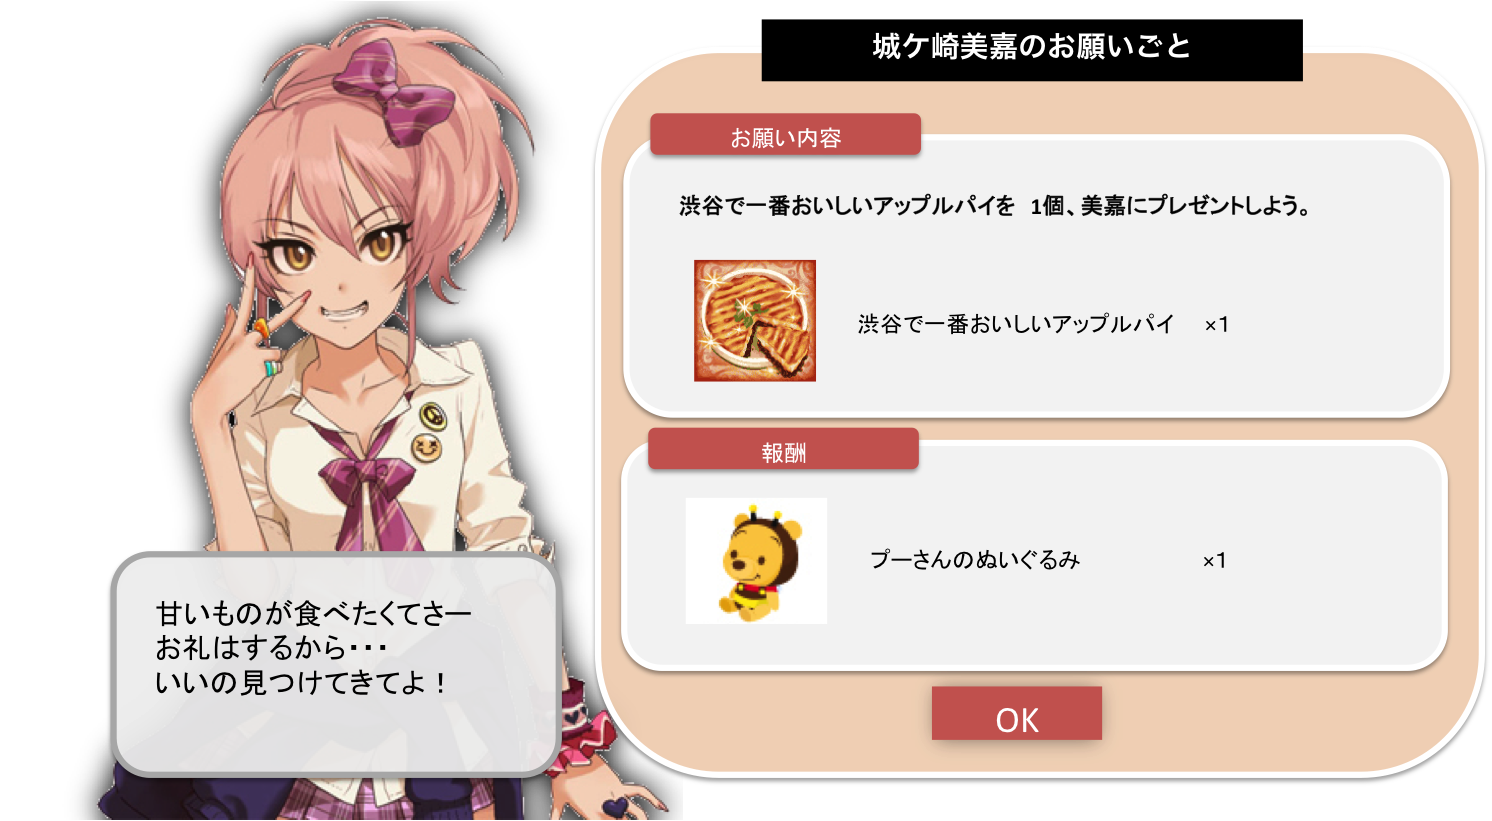 城ケ崎美嘉のお願いごと
お願い内容
渋谷で一番おいしいアップルパイを 1個、美嘉にプレゼントしよう。
渋谷で一番おいしいアップルパイ ×1
報酬
プーさんのぬいぐるみ ×1
甘いものが食べたくてさー
お礼はするから・・・
いいの見つけてきてよ！
OK